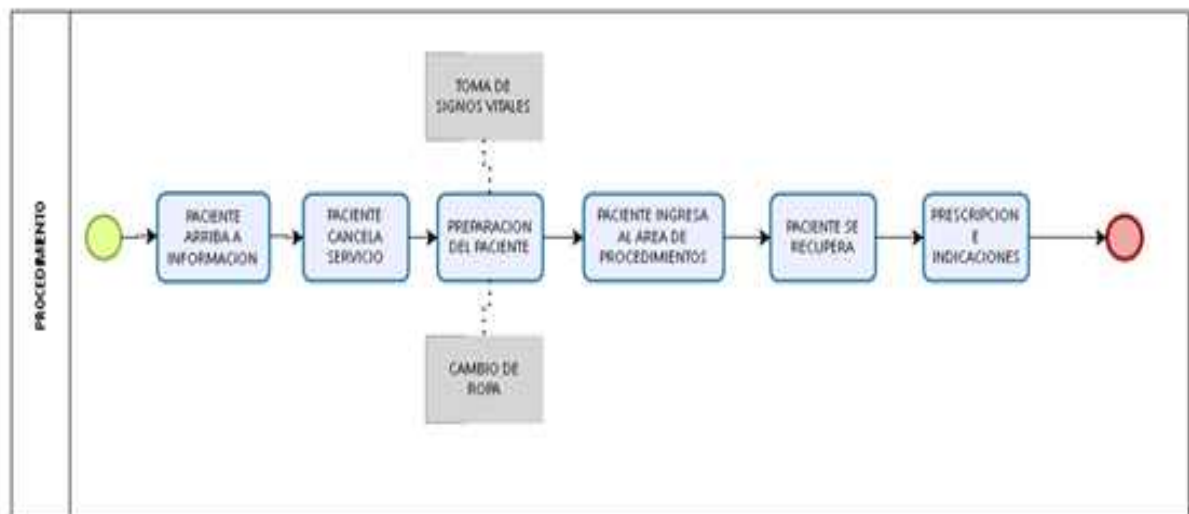 PROCEDIMIENTO
TOMA DE
SIGNOS VITALES
PACIENTE
ARRIBA A
INFORMACION
PACIENTE
CANCELA
SERVICIO
PREPARACION
DEL PACIENTE
PACIENTE INGRESA
AL AREA DE
PROCEDIMIENTOS
PACIENTE SE
RECUPERA
PRESCRIPCION
E
INDICACIONES
CAMBIO DE
ROPA